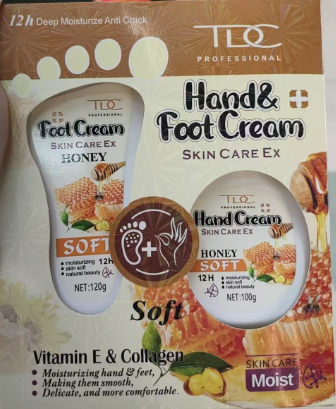 12h Deep Moisturize Anti Crack
TDC
PROFESSIONAL
Hand&
Foot Cream
SKIN CARE EX
TDC
PROFESSIONAL
Foot Cream
SKIN CARE EX
HONEY
SOFT
moisturizing 12H
skin soft
natural beauty
NET:120g
TDC
PROFESSIONAL
Hand Cream
SKIN CARE EX
HONEY
SOFT
12H
moisturizing
skin soft
natural beauty
NET:100g
Soft
Vitamin E & Collagen
• Moisturizing hand & feet,
• Making them smooth,
• Delicate, and more comfortable.
SKIN CARE
Moist